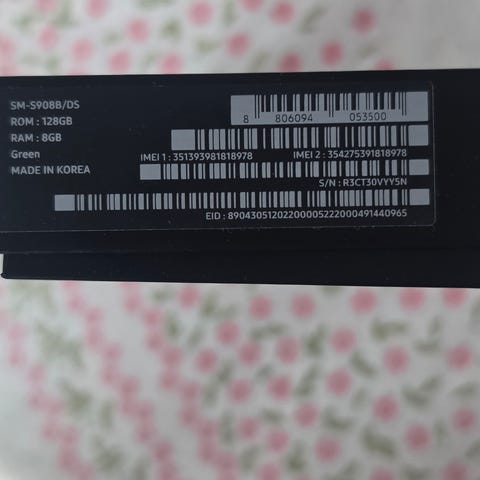 SM-S908B/DS
ROM : 128GB
RAM : 8GB
Green
MADE IN KOREA
8 806094 053500
IMEI 1 : 351393981818978 IMEI 2 : 354275391818978
S/N : R3CT30VYY5N
EID : 89043051202200005222000491440965